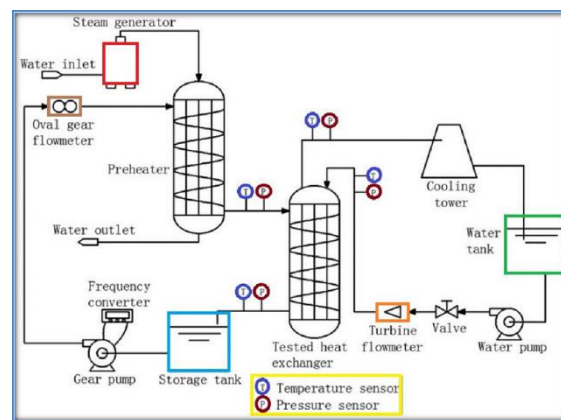 Steam generator
Water inlet
Oval gear
flowmeter
Preheater
T
P
T
P
T
P
Cooling
tower
Water
tank
Water outlet
Frequency
converter
T
P
Gear pump
Storage tank
Tested heat
exchanger
Turbine
flowmeter
Valve
Water pump
T Temperature sensor
P Pressure sensor